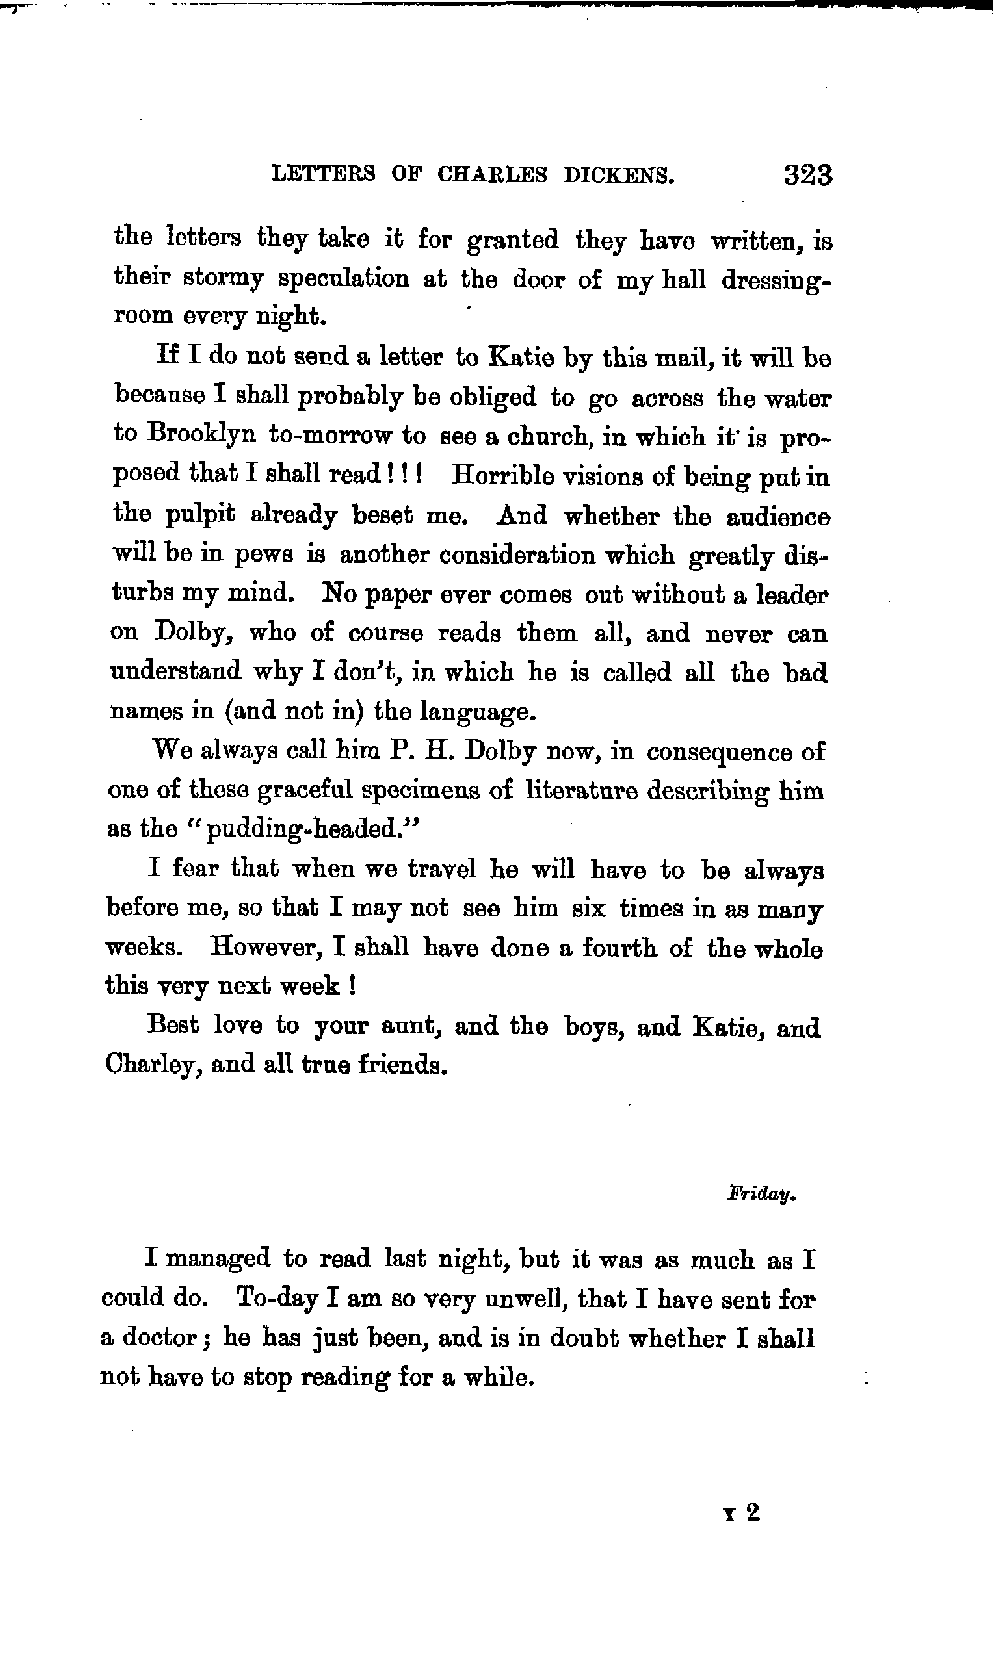 LETTERS OF CHARLES DICKENS. 323
the letters they take it for granted they have written, is
their stormy speculation at the door of my hall dressing-
room every night.
If I do not send a letter to Katie by this mail, it will be
because I shall probably be obliged to go across the water
to Brooklyn to-morrow to see a church, in which it is pro-
posed that I shall read!!! Horrible visions of being put in
the pulpit already beset me. And whether the audience
will be in pews is another consideration which greatly dis-
turbs my mind. No paper ever comes out without a leader
on Dolby, who of course reads them all, and never can
understand why I don't, in which he is called all the bad
names in (and not in) the language.
We always call him P. H. Dolby now, in consequence of
one of these graceful specimens of literature describing him
as the "pudding-headed."
I fear that when we travel he will have to be always
before me, so that I may not see him six times in as many
weeks. However, I shall have done a fourth of the whole
this very next week!
Best love to your aunt, and the boys, and Katie, and
Charley, and all true friends.
Friday.
I managed to read last night, but it was as much as I
could do. To-day I am so very unwell, that I have sent for
a doctor; he has just been, and is in doubt whether I shall
not have to stop reading for a while.
Y 2